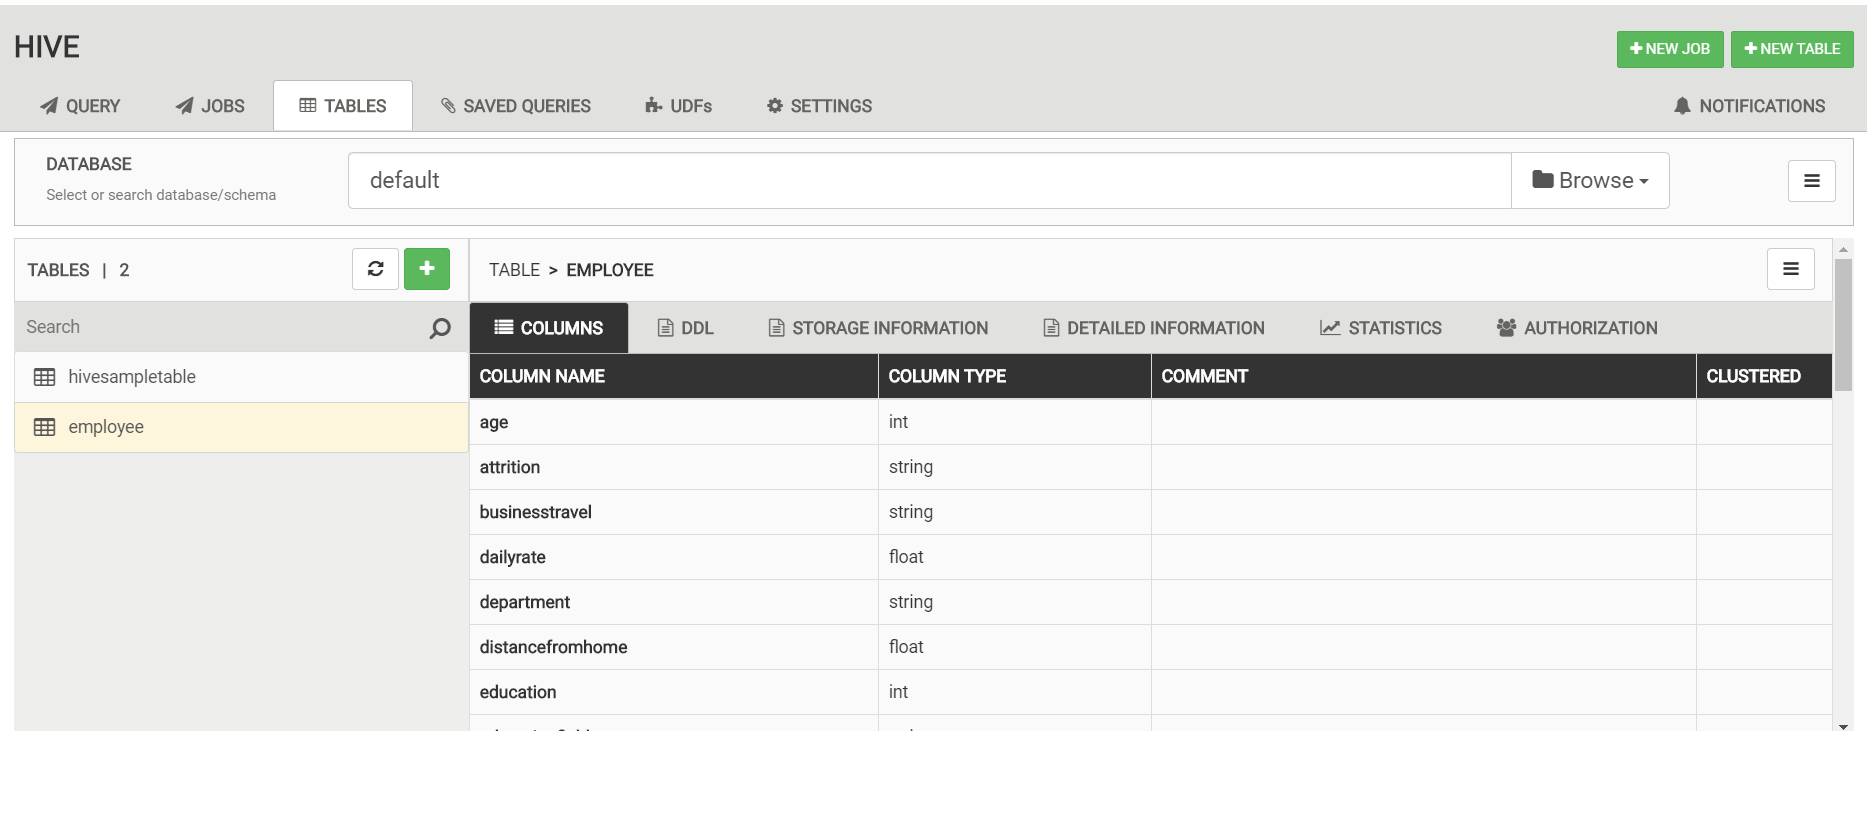 HIVE
NEW JOB NEW TABLE
QUERY JOBS TABLES SAVED QUERIES UDFs SETTINGS NOTIFICATIONS
DATABASE
Select or search database/schema
default Browse
TABLES | 2
TABLE > EMPLOYEE
Search
hivesampletable
employee
COLUMNS DDL STORAGE INFORMATION DETAILED INFORMATION STATISTICS AUTHORIZATION
COLUMN NAME COLUMN TYPE COMMENT CLUSTERED
age int
attrition string
businesstravel string
dailyrate float
department string
distancefromhome float
education int